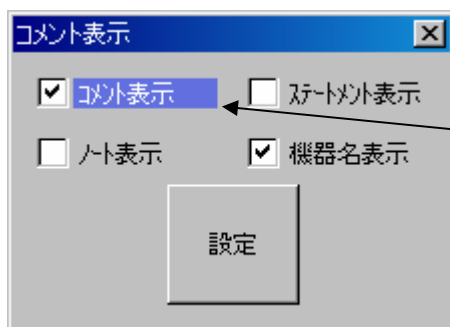 コメント表示
コメント表示 ステートメント表示
ノート表示 機器名表示
設定